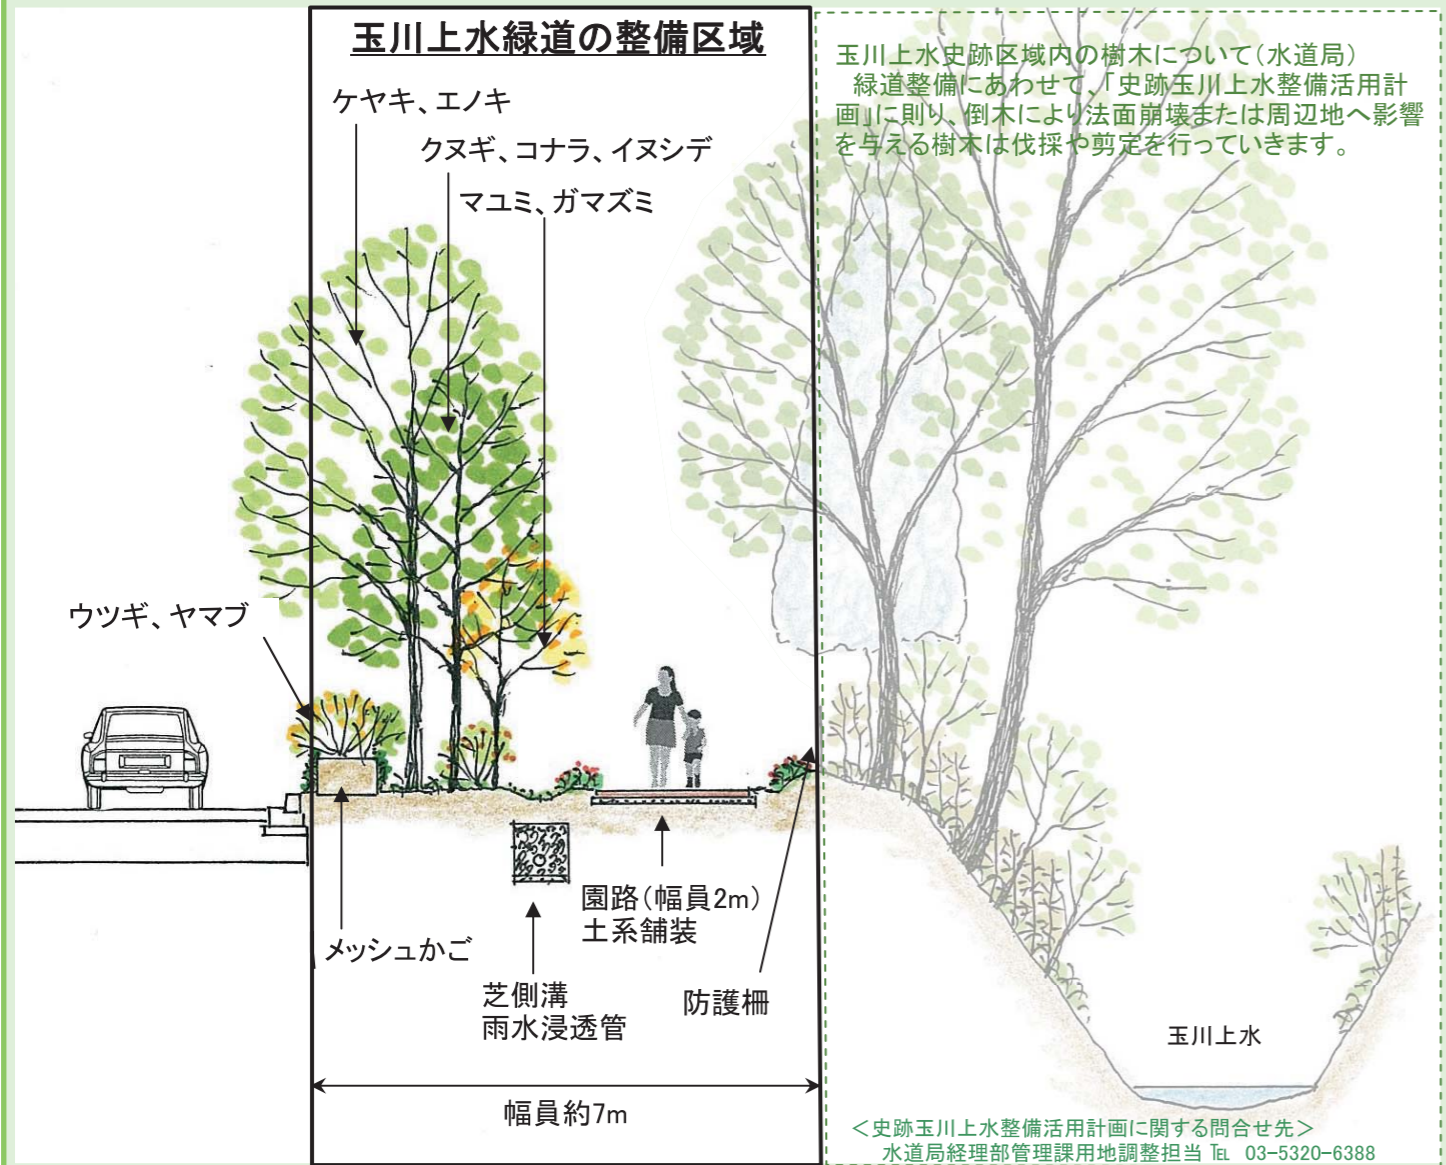 玉川上水緑道の整備区域
玉川上水史跡区域内の樹木について(水道局)
緑道整備にあわせて、「史跡玉川上水整備活用計
画」に則り、倒木により法面崩壊または周辺地へ影響
を与える樹木は伐採や剪定を行っていきます。
ケヤキ、エノキ
クヌギ、コナラ、イヌシデ
マユミ、ガマズミ
ウツギ、ヤマブ
メッシュかご
芝側溝
雨水浸透管
園路(幅員2m)
土系舗装
防護柵
玉川上水
幅員約7m
<史跡玉川上水整備活用計画に関する問合せ先>
水道局経理部管理課用地調整担当 ℡ 03-5320-6388